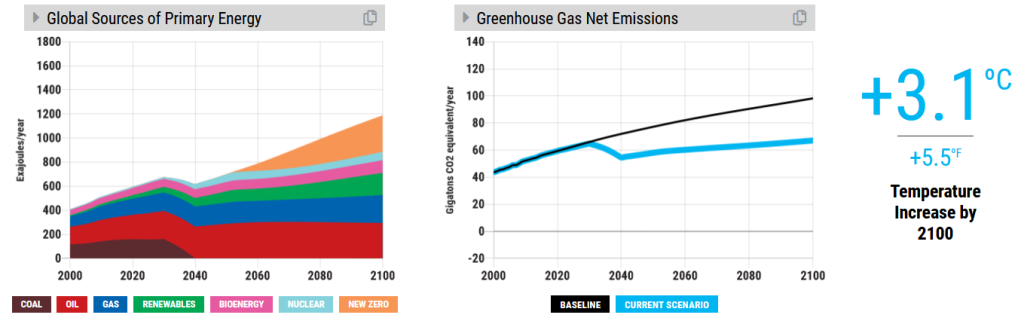 Global Sources of Primary Energy
1800
1600
1400
1200
1000
800
600
400
200
0
Exajoules/year
2000
2020
2040
2060
2080
2100
COAL
OIL
GAS
RENEWABLES
BIOENERGY
NUCLEAR
NEW ZERO
Greenhouse Gas Net Emissions
140
120
100
80
60
40
20
0
-20
Gigatons CO2 equivalent/year
2000
2020
2040
2060
2080
2100
BASELINE
CURRENT SCENARIO
+3.1ºC
+5.5ºF
Temperature
Increase by
2100